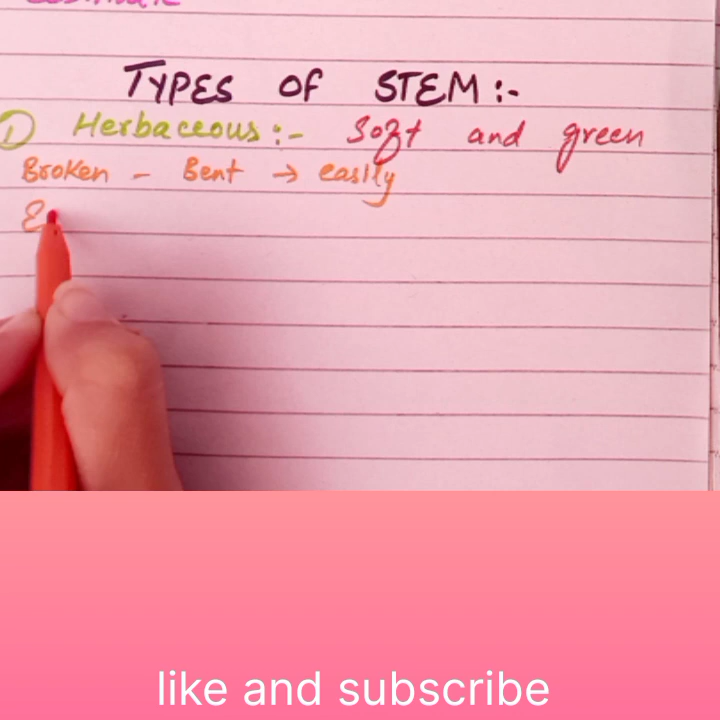 TYPES OF STEM :-
① Herbaceous :- Soft and green
Broken - Bent → easily
E
like and subscribe